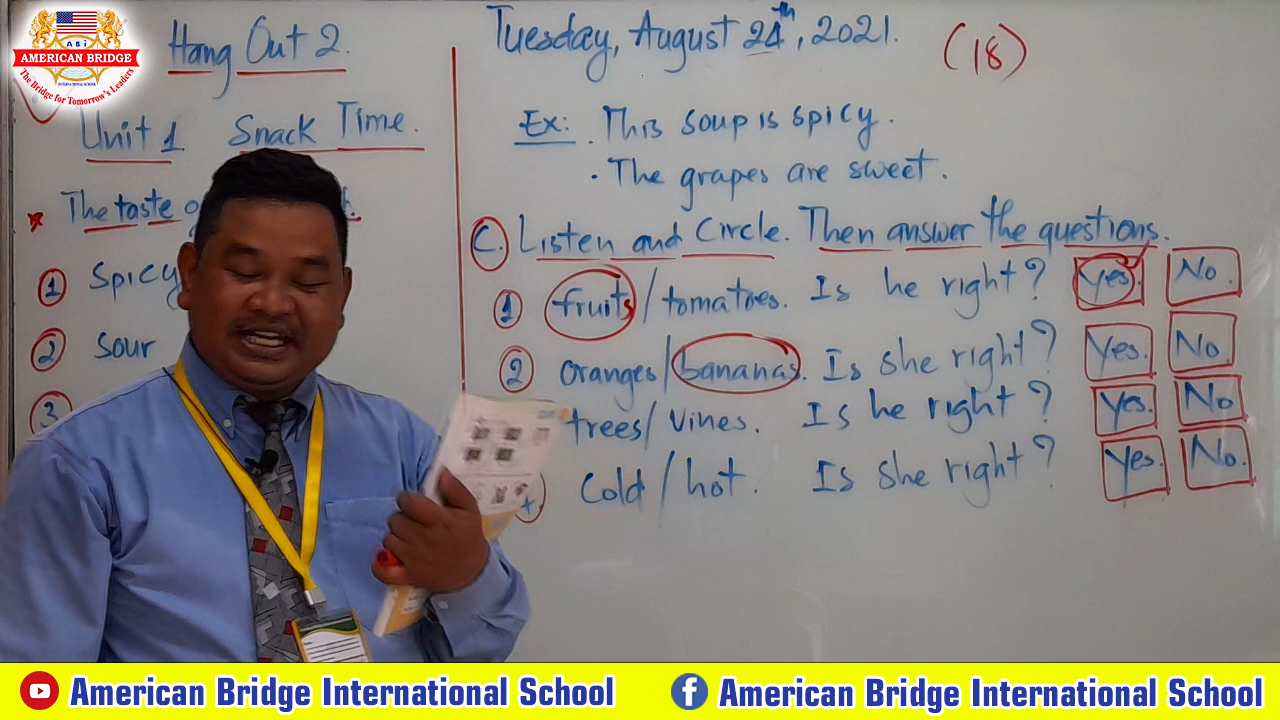 A B i
AMERICAN BRIDGE
INTERNATIONAL SCHOOL
The Bridge for Tomorrow's Leaders
Hang Out 2.
Unit 1 Snack Time.
* The taste
1 Spicy
2 Sour
3
Tuesday, August 24th, 2021.
(18)
Ex: . This soup is spicy.
. The grapes are sweet.
C. Listen and Circle. Then answer the questions.
1 fruits / tomatoes. Is he right? Yes. No.
2 oranges / bananas. Is she right? Yes. No.
trees / vines. Is he right? Yes. No
Cold / hot. Is she right? Yes. No.
American Bridge International School
American Bridge International School